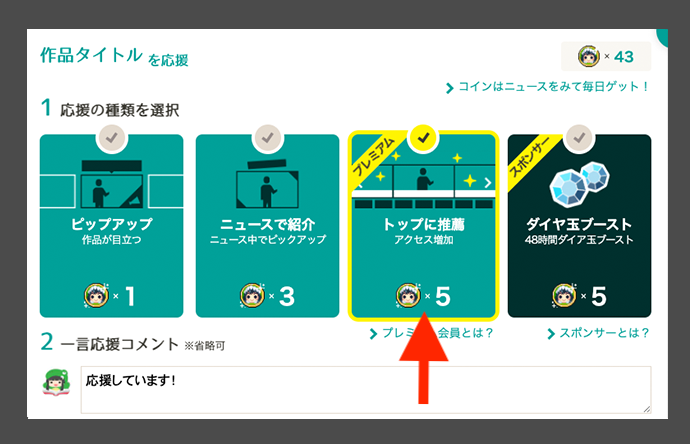 作品タイトル を応援
× 43
コインはニュースをみて毎日ゲット！
1 応援の種類を選択
ピップアップ
作品が目立つ
× 1
ニュースで紹介
ニュース中でピックアップ
× 3
プレミアム
トップに推薦
アクセス増加
× 5
スポンサー
ダイヤ玉ブースト
48時間ダイア玉ブースト
× 5
プレミ 会員とは？
スポンサーとは？
2 一言応援コメント ※省略可
応援しています！